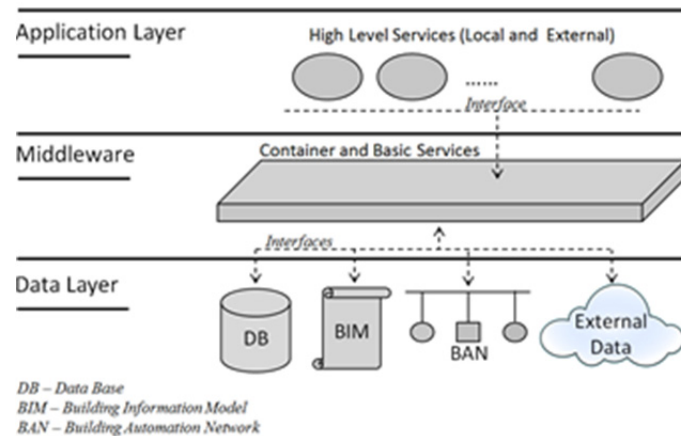 Application Layer
High Level Services (Local and External)
......
Interface
Middleware
Container and Basic Services
Interfaces
Data Layer
DB
BIM
BAN
External
Data
DB – Data Base
BIM – Building Information Model
BAN – Building Automation Network